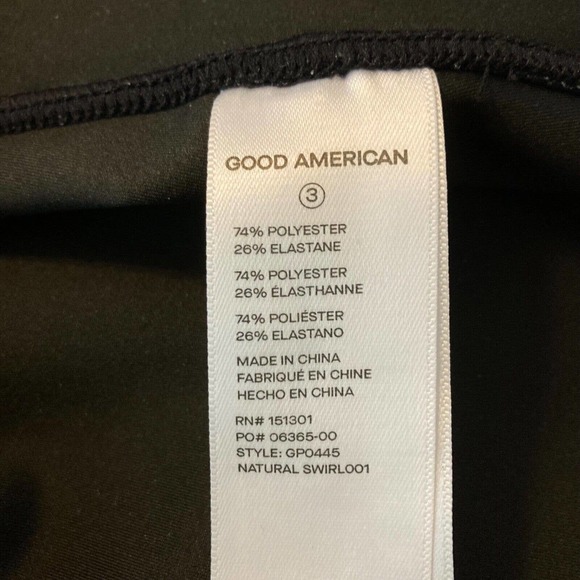 GOOD AMERICAN
3
74% POLYESTER
26% ELASTANE
74% POLYESTER
26% ÉLASTHANNE
74% POLIÉSTER
26% ELASTANO
MADE IN CHINA
FABRIQUÉ EN CHINE
HECHO EN CHINA
RN# 151301
PO# 06365-00
STYLE: GP0445
NATURAL SWIRL001